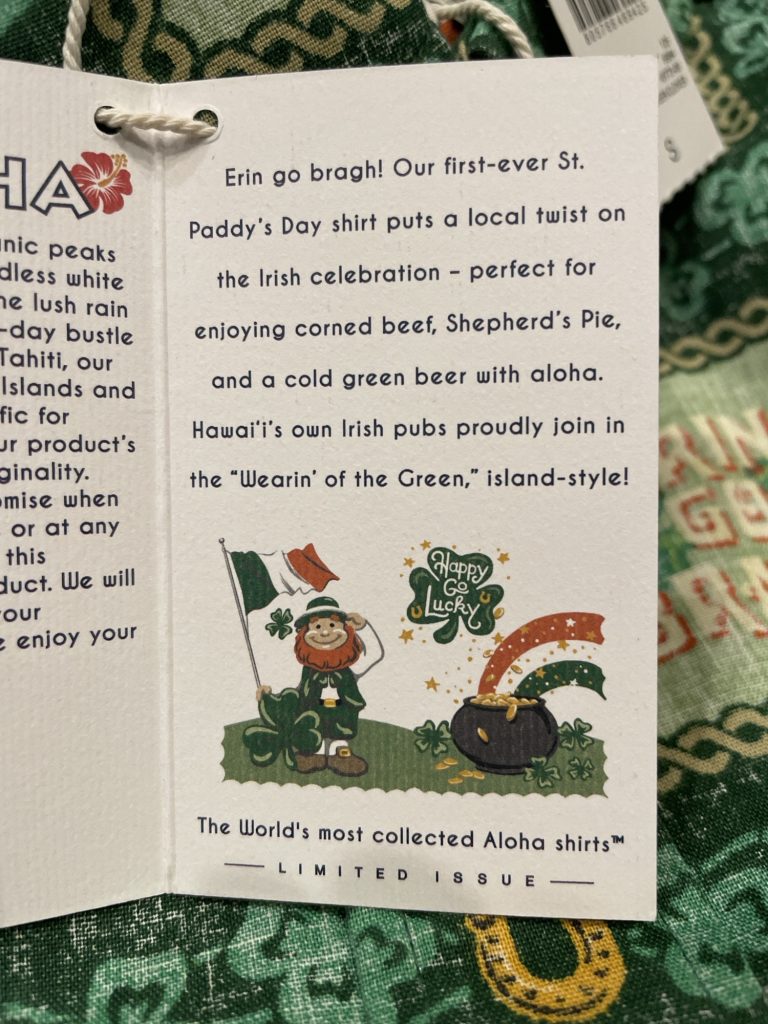 HA
anic peaks
dless white
he lush rain
-day bustle
Tahiti, our
Islands and
fic for
ur product's
ginality.
omise when
or at any
this
duct. We will
your
e enjoy your
Erin go bragh! Our first-ever St.
Paddy's Day shirt puts a local twist on
the Irish celebration – perfect for
enjoying corned beef, Shepherd's Pie,
and a cold green beer with aloha.
Hawai'i's own Irish pubs proudly join in
the “Wearin' of the Green,” island-style!
Happy
Go
Lucky
The World's most collected Aloha shirts™
LIMITED ISSUE
S